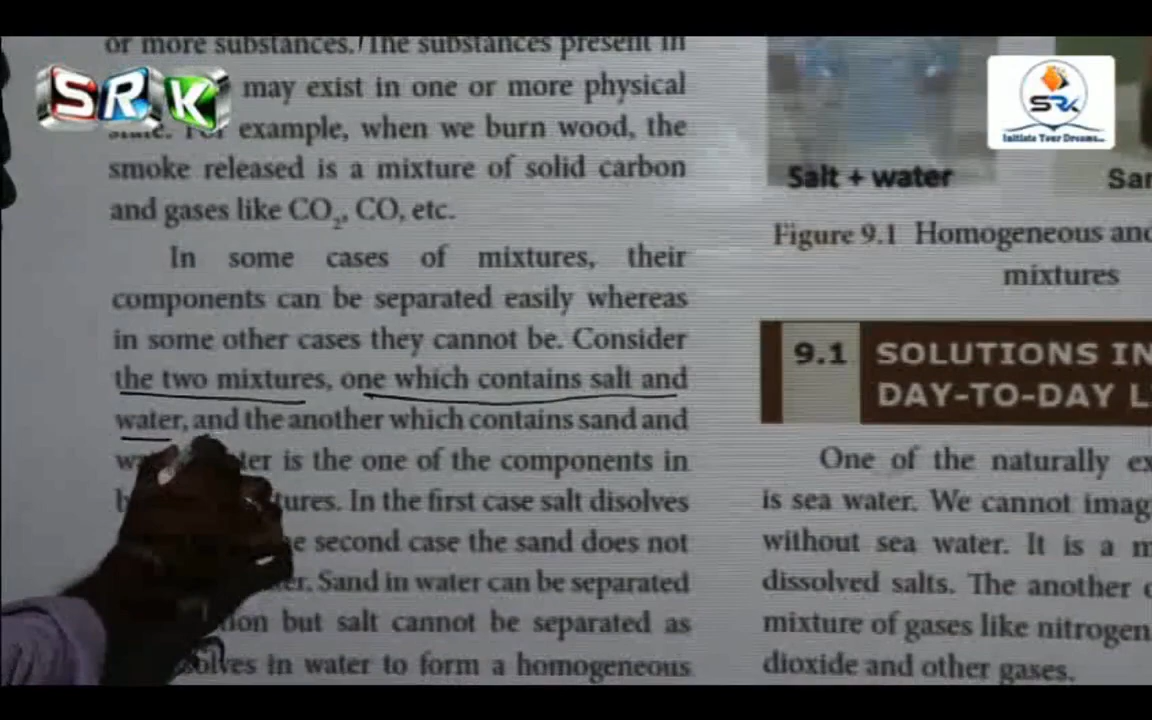 SRK
or more substances. The substances present in
may exist in one or more physical
state. For example, when we burn wood, the
smoke released is a mixture of solid carbon
and gases like CO₂, CO, etc.
In some cases of mixtures, their
components can be separated easily whereas
in some other cases they cannot be. Consider
the two mixtures, one which contains salt and
water, and the another which contains sand and
is the one of the components in
In the first case salt disolves
second case the sand does not
Sand in water can be separated
but salt cannot be separated as
in water to form a homogeneous
SRK
Initiate Your Dreams...
Salt + water
Figure 9.1 Homogeneous and
mixtures
9.1 SOLUTIONS IN
DAY-TO-DAY
One of the naturally
is sea water. We cannot
without sea water. It is a
dissolved salts. The another
mixture of gases like nitrogen
dioxide and other gases.